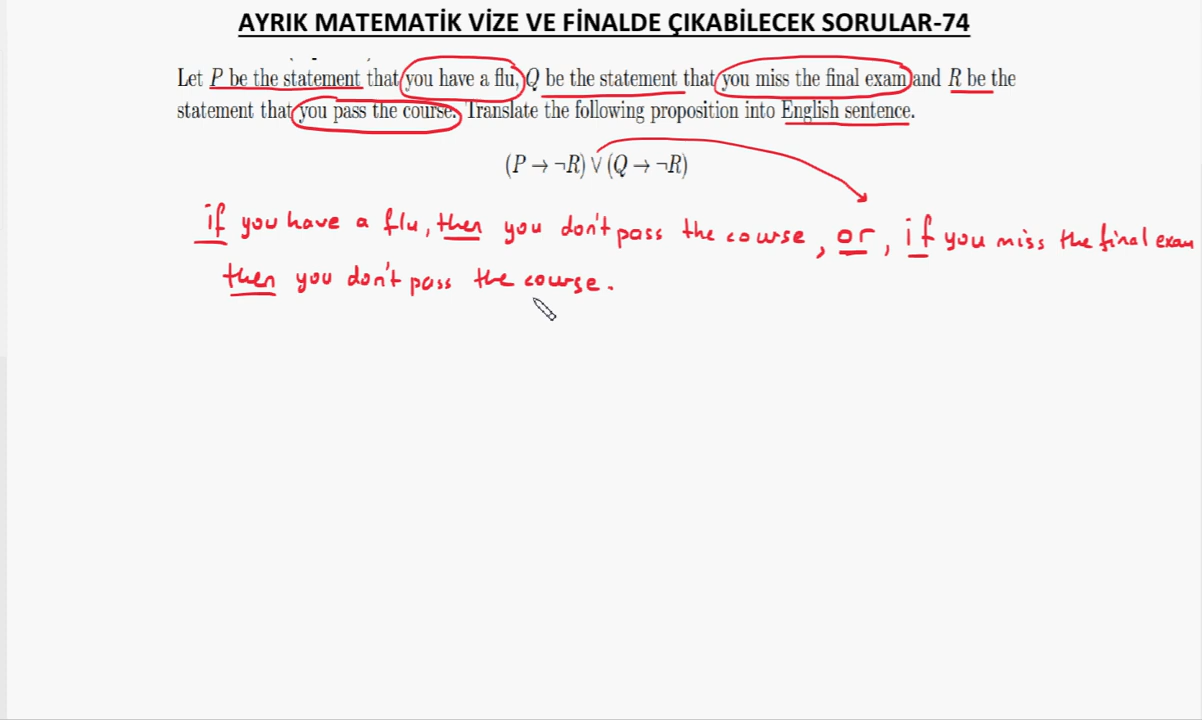 AYRIK MATEMATİK VİZE VE FİNALDE ÇIKABİLECEK SORULAR-74
Let P be the statement that you have a flu, Q be the statement that you miss the final exam and R be the
statement that you pass the course. Translate the following proposition into English sentence.
(P → ¬R) ∨ (Q → ¬R)
if you have a flu, then you don't pass the course, or, if you miss the final exam
then you don't pass the course.